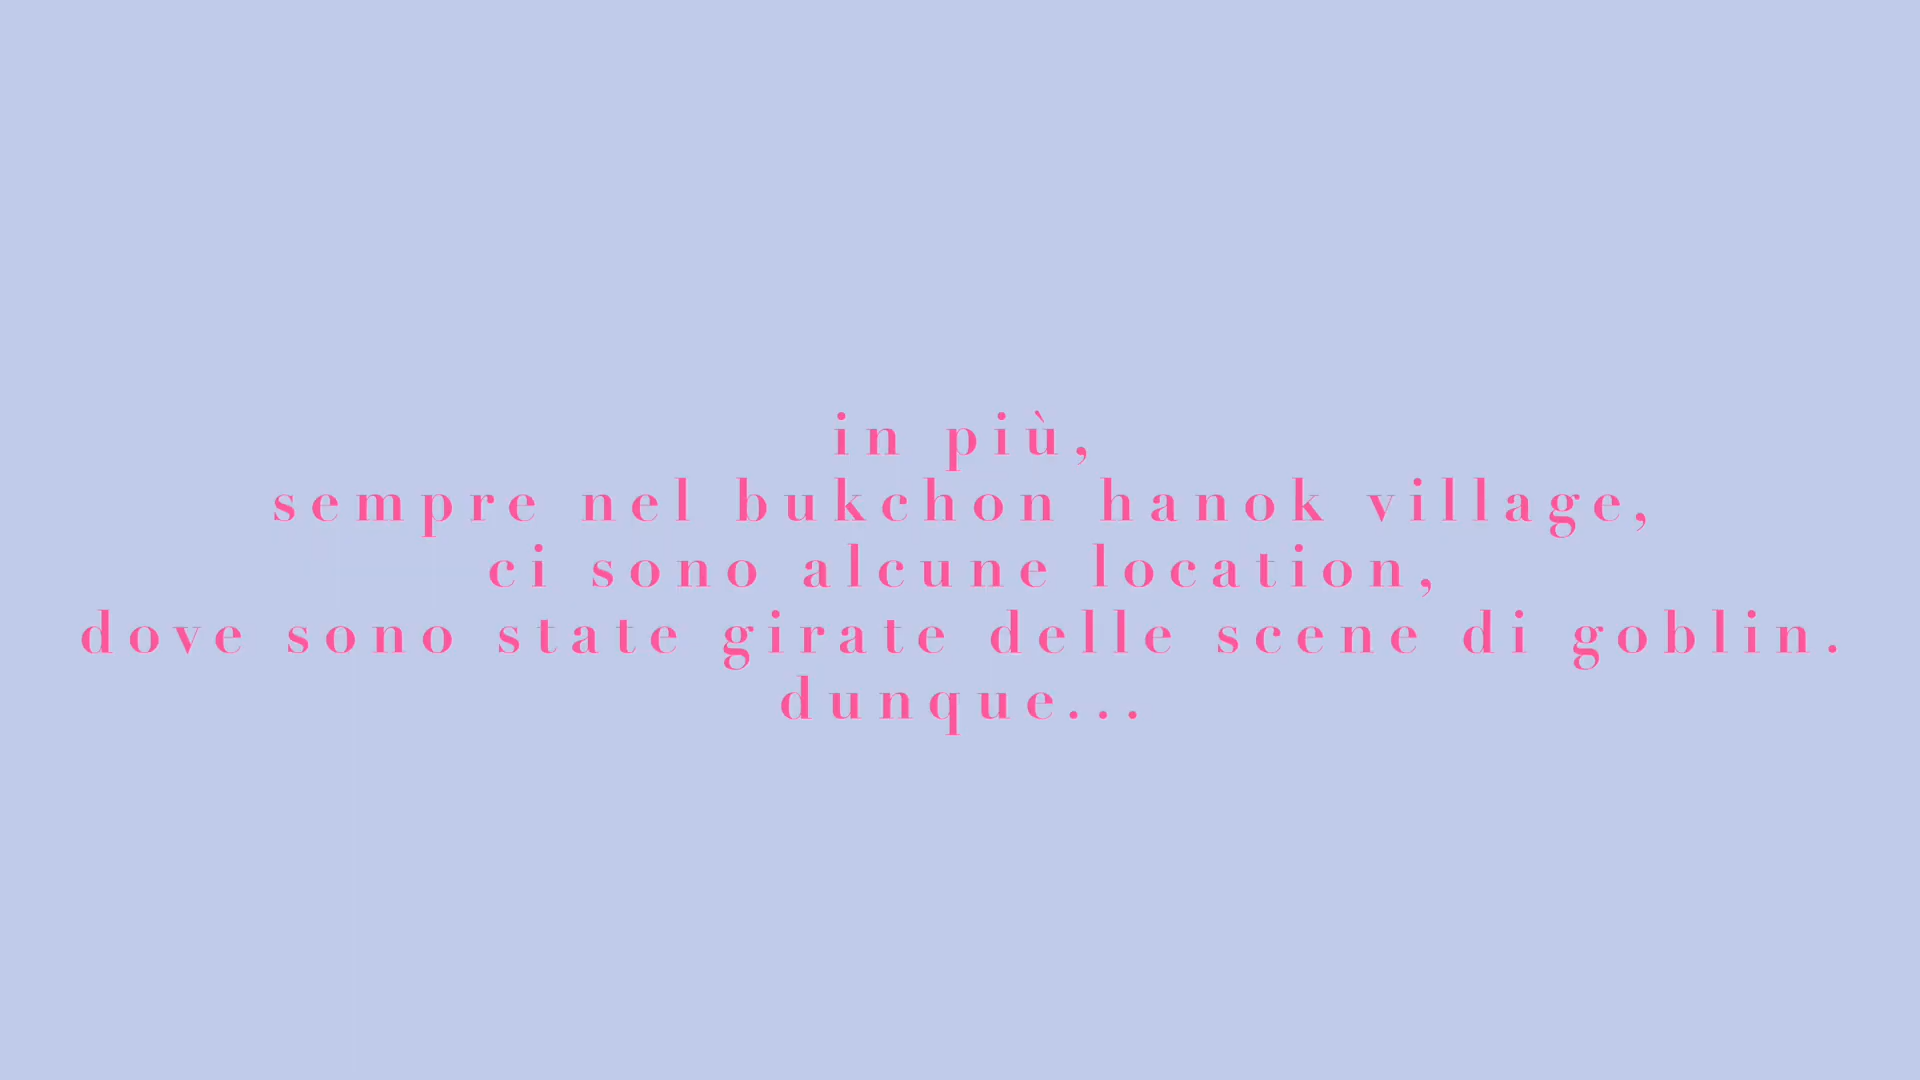 in più,
sempre nel bukchon hanok village,
ci sono alcune location,
dove sono state girate delle scene di goblin.
dunque...